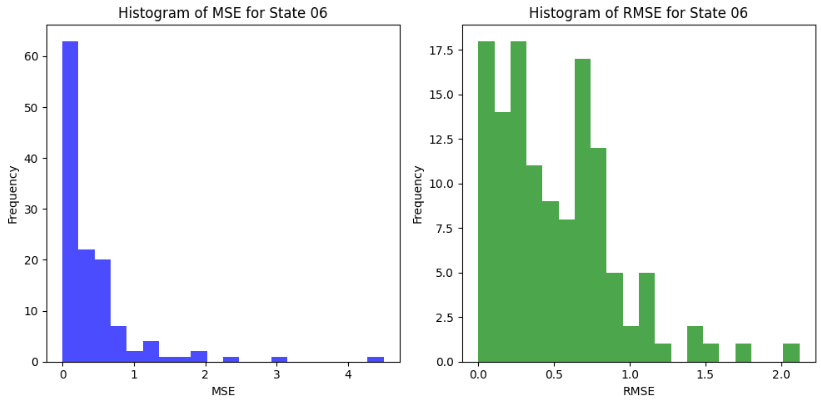 Histogram of MSE for State 06
60
50
40
30
20
10
0
Frequency
0 1 2 3 4
MSE
Histogram of RMSE for State 06
17.5
15.0
12.5
10.0
7.5
5.0
2.5
0.0
Frequency
0.0 0.5 1.0 1.5 2.0
RMSE